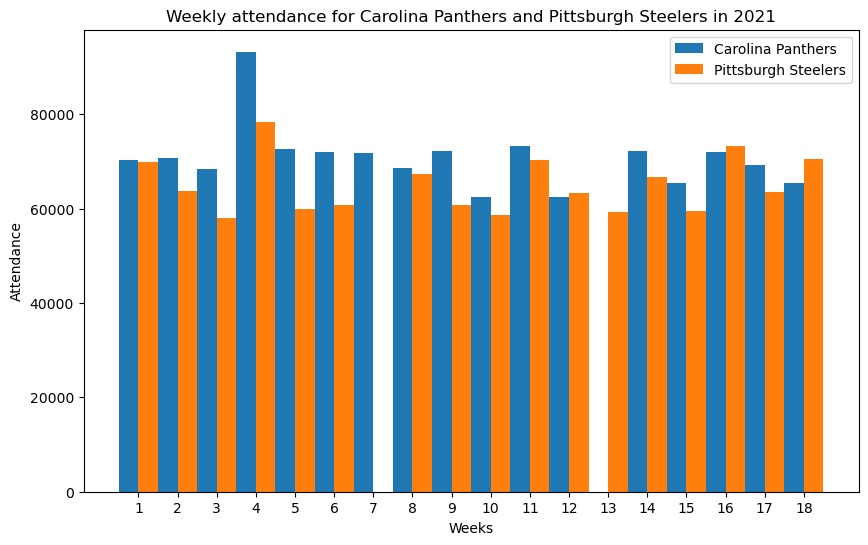 Weekly attendance for Carolina Panthers and Pittsburgh Steelers in 2021
Carolina Panthers
Pittsburgh Steelers
80000
60000
40000
20000
0
Attendance
1 2 3 4 5 6 7 8 9 10 11 12 13 14 15 16 17 18
Weeks